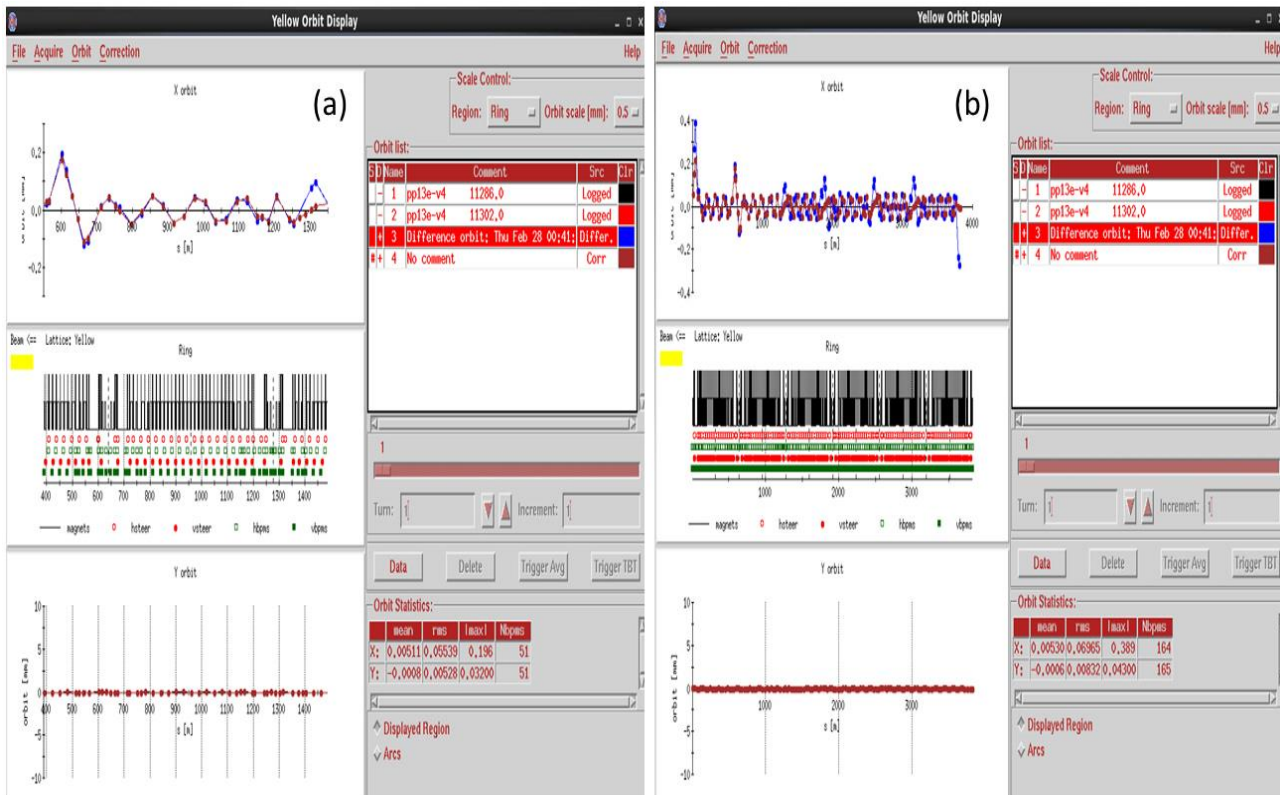 Yellow Orbit Display
File Acquire Orbit Correction Help
(a)
X orbit
0.2
0.0
-0.2
600 700 800 900 1000 1100 1200 1300
s [m]
Scale Control:
Region: Ring Orbit scale [mm]: 0.5
Orbit list:
S D Name Comment Src Clr
- 1 pp13e-v4 11286.0 Logged
- 2 pp13e-v4 11302.0 Logged
+ 3 Difference orbit: Thu Feb 28 00:41: Differ.
# + 4 No comment Corr
Beam <== Lattice: Yellow
Ring
400 500 600 700 800 900 1000 1100 1200 1300 1400
magnets hsteer vsteer hbpms vbpms
1
Turn: 1 Increment: 1
Data Delete Trigger Avg Trigger TBT
Y orbit
10
5
0
-5
-10
orbit [mm]
400 500 600 700 800 900 1000 1100 1200 1300 1400
s [m]
Orbit Statistics:
mean rms |max| Nbpms
X: 0.00511 0.05539 0.196 51
Y: -0.0008 0.00528 0.03200 51
Displayed Region
Arcs
Yellow Orbit Display
File Acquire Orbit Correction Help
(b)
X orbit
0.4
0.2
0.0
-0.2
-0.4
1000 2000 3000 4000
s [m]
Scale Control:
Region: Ring Orbit scale [mm]: 0.5
Orbit list:
S D Name Comment Src Clr
- 1 pp13e-v4 11286.0 Logged
- 2 pp13e-v4 11302.0 Logged
+ 3 Difference orbit: Thu Feb 28 00:41: Differ.
# + 4 No comment Corr
Beam <== Lattice: Yellow
Ring
1000 2000 3000
magnets hsteer vsteer hbpms vbpms
1
Turn: 1 Increment: 1
Data Delete Trigger Avg Trigger TBT
Y orbit
10
5
0
-5
-10
orbit [mm]
1000 2000 3000
s [m]
Orbit Statistics:
mean rms |max| Nbpms
X: 0.00530 0.06965 0.389 164
Y: -0.0006 0.00832 0.04300 165
Displayed Region
Arcs